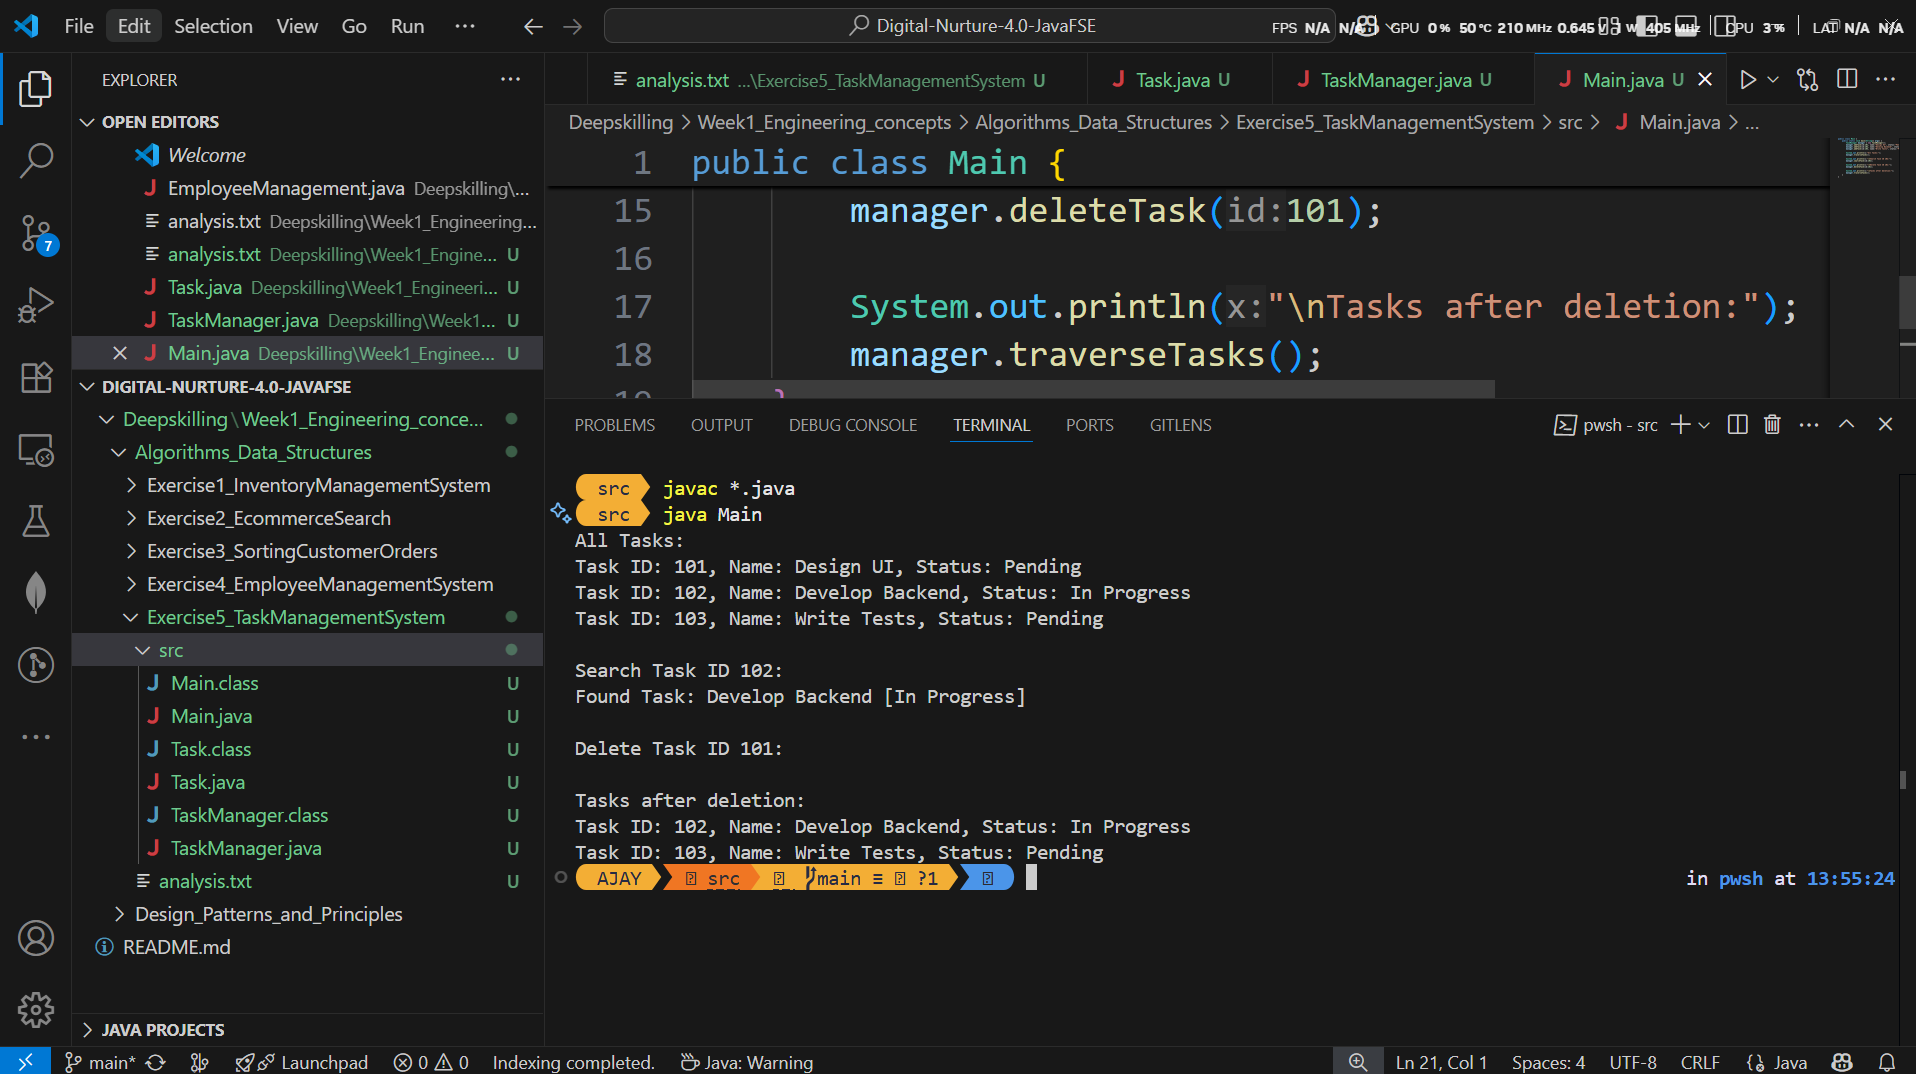 File Edit Selection View Go Run ··· Digital-Nurture-4.0-JavaFSE FPS N/A N/A GPU 0% 50°C 210 MHz 0.645 405 MHz CPU 3% LAT N/A N/A
EXPLORER ···
OPEN EDITORS
Welcome
EmployeeManagement.java Deepskilling\...
analysis.txt Deepskilling\Week1_Engineering...
analysis.txt Deepskilling\Week1_Enginee... U
Task.java Deepskilling\Week1_Engineeri... U
TaskManager.java Deepskilling\Week1... U
Main.java Deepskilling\Week1_Enginee... U
DIGITAL-NURTURE-4.0-JAVAFSE
Deepskilling\Week1_Engineering_conce...
Algorithms_Data_Structures
Exercise1_InventoryManagementSystem
Exercise2_EcommerceSearch
Exercise3_SortingCustomerOrders
Exercise4_EmployeeManagementSystem
Exercise5_TaskManagementSystem
src
Main.class U
Main.java U
Task.class U
Task.java U
TaskManager.class U
TaskManager.java U
analysis.txt U
Design_Patterns_and_Principles
README.md
JAVA PROJECTS
7
analysis.txt ...\Exercise5_TaskManagementSystem U
Task.java U
TaskManager.java U
Main.java U
Deepskilling > Week1_Engineering_concepts > Algorithms_Data_Structures > Exercise5_TaskManagementSystem > src > Main.java > ...
1 public class Main {
15 manager.deleteTask(id:101);
16
17 System.out.println(x:"\nTasks after deletion:");
18 manager.traverseTasks();
19 }
PROBLEMS OUTPUT DEBUG CONSOLE TERMINAL PORTS GITLENS pwsh - src
src javac *.java
src java Main
All Tasks:
Task ID: 101, Name: Design UI, Status: Pending
Task ID: 102, Name: Develop Backend, Status: In Progress
Task ID: 103, Name: Write Tests, Status: Pending
Search Task ID 102:
Found Task: Develop Backend [In Progress]
Delete Task ID 101:
Tasks after deletion:
Task ID: 102, Name: Develop Backend, Status: In Progress
Task ID: 103, Name: Write Tests, Status: Pending
AJAY src main ≡ ?1 in pwsh at 13:55:24
main* Launchpad 0 0 Indexing completed. Java: Warning Ln 21, Col 1 Spaces: 4 UTF-8 CRLF Java